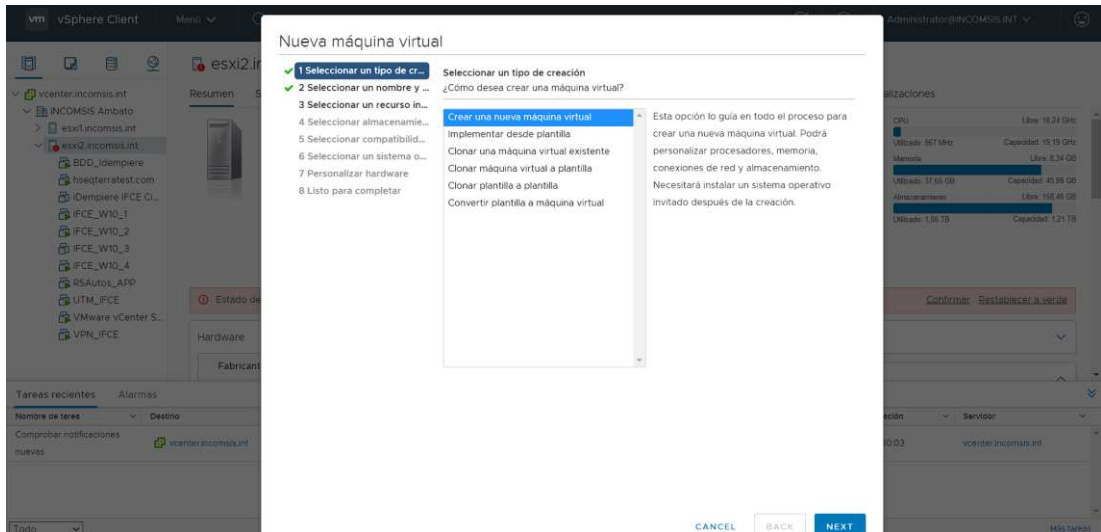 vm vSphere Client Menú Administrator@INCOMSIS.INT
Nueva máquina virtual
1 Seleccionar un tipo de cr...
2 Seleccionar un nombre y ...
3 Seleccionar un recurso in...
4 Seleccionar almacenamie...
5 Seleccionar compatibilid...
6 Seleccionar un sistema o...
7 Personalizar hardware
8 Listo para completar
Seleccionar un tipo de creación
¿Cómo desea crear una máquina virtual?
Crear una nueva máquina virtual
Implementar desde plantilla
Clonar una máquina virtual existente
Clonar máquina virtual a plantilla
Clonar plantilla a plantilla
Convertir plantilla a máquina virtual
Esta opción lo guía en todo el proceso para
crear una nueva máquina virtual. Podrá
personalizar procesadores, memoria,
conexiones de red y almacenamiento.
Necesitará instalar un sistema operativo
invitado después de la creación.
CANCEL BACK NEXT
vcenter.incomsis.int
INCOMSIS Ambato
esxi1.incomsis.int
esxi2.incomsis.int
BDD_Idempiere
hseqterratest.com
iDempiere IFCE Cl...
IFCE_W10_1
IFCE_W10_2
IFCE_W10_3
IFCE_W10_4
RSAutos_APP
UTM_IFCE
VMware vCenter S...
VPN_IFCE
esxi2.in
Resumen S
alizaciones
CPU Libre: 18.24 GHz
Utilizado: 957 MHz Capacidad: 19.19 GHz
Memoria Libre: 8,34 GB
Utilizado: 37,65 GB Capacidad: 45,99 GB
Almacenamiento Libre: 158,46 GB
Utilizado: 1,06 TB Capacidad: 1,21 TB
Estado de
Confirmar Restablecer a verde
Hardware
Fabricant
Tareas recientes Alarmas
Nombre de tarea Destino
eción Servidor
Comprobar notificaciones
nuevas
vcenter.incomsis.int
10:03 vcenter.incomsis.int
Todo Más tareas